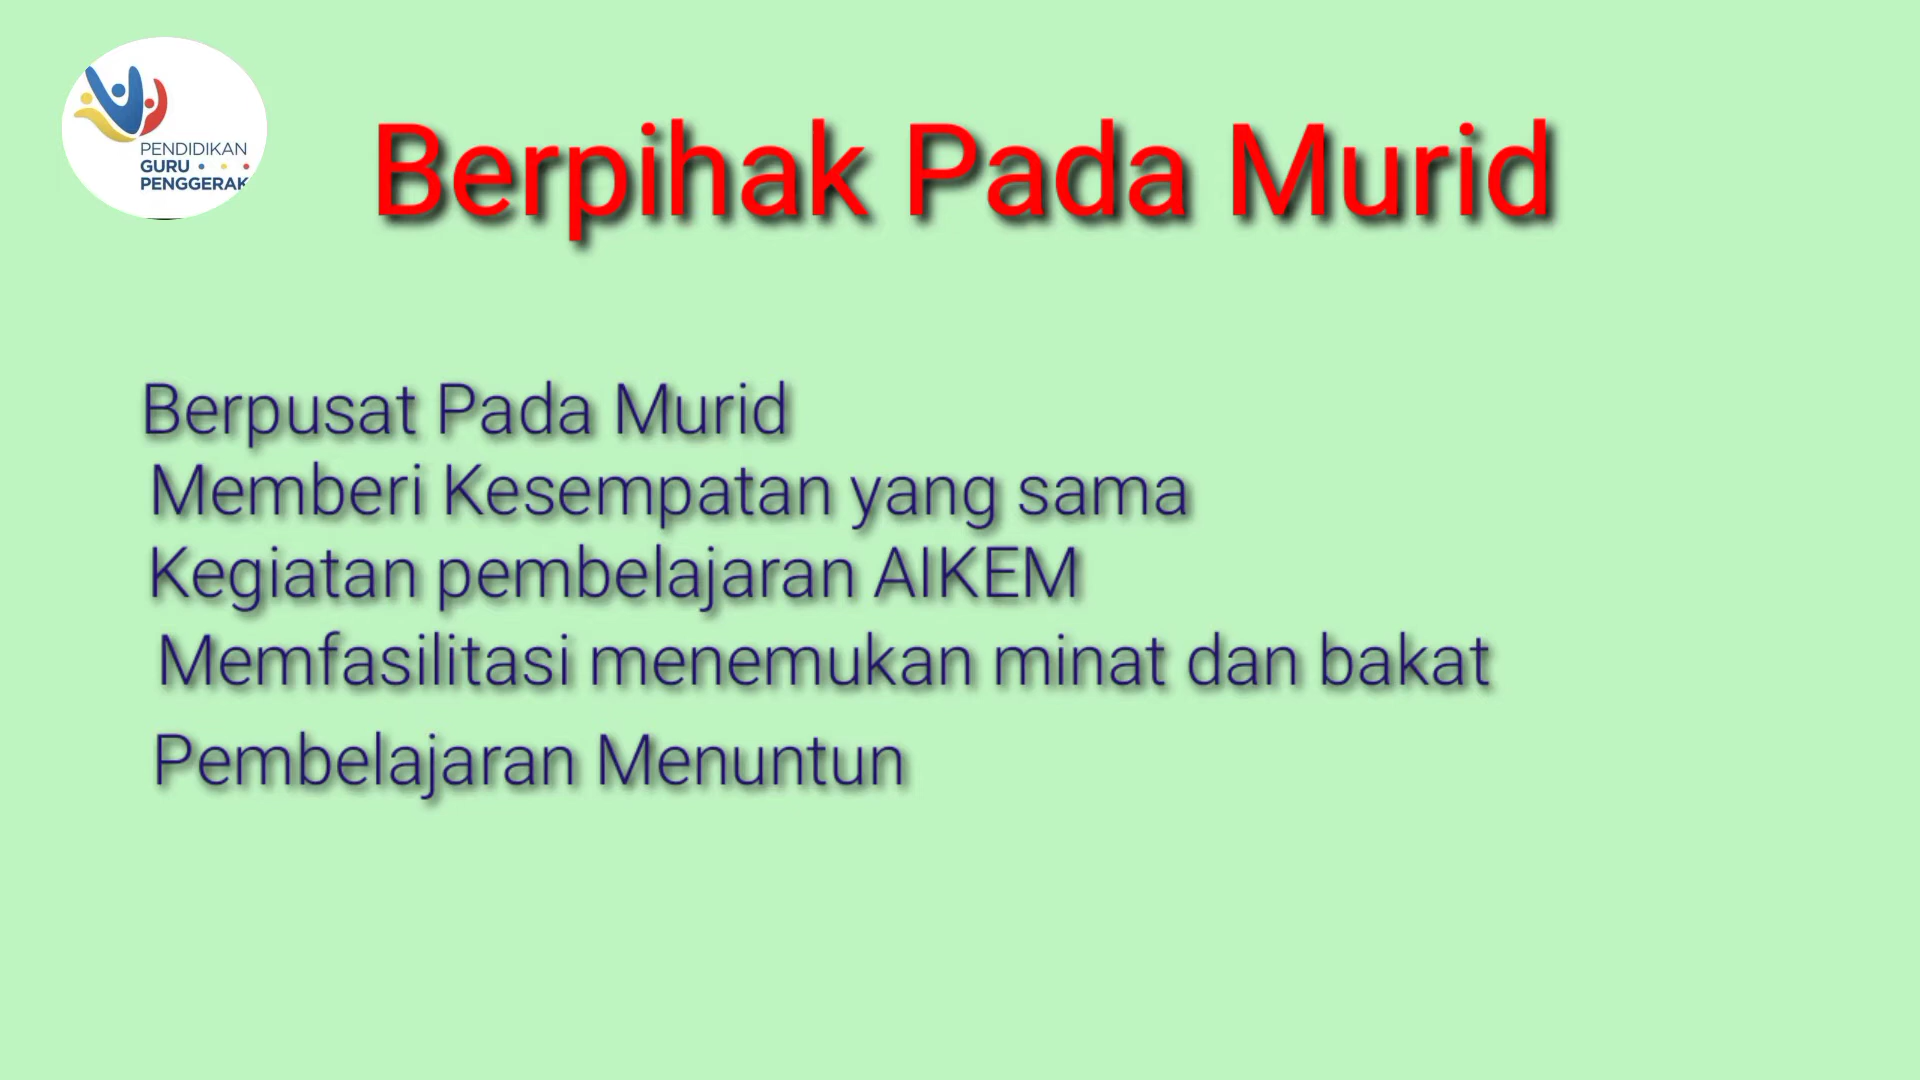 PENDIDIKAN
GURU
PENGGERAK
Berpihak Pada Murid
Berpusat Pada Murid
Memberi Kesempatan yang sama
Kegiatan pembelajaran AIKEM
Memfasilitasi menemukan minat dan bakat
Pembelajaran Menuntun